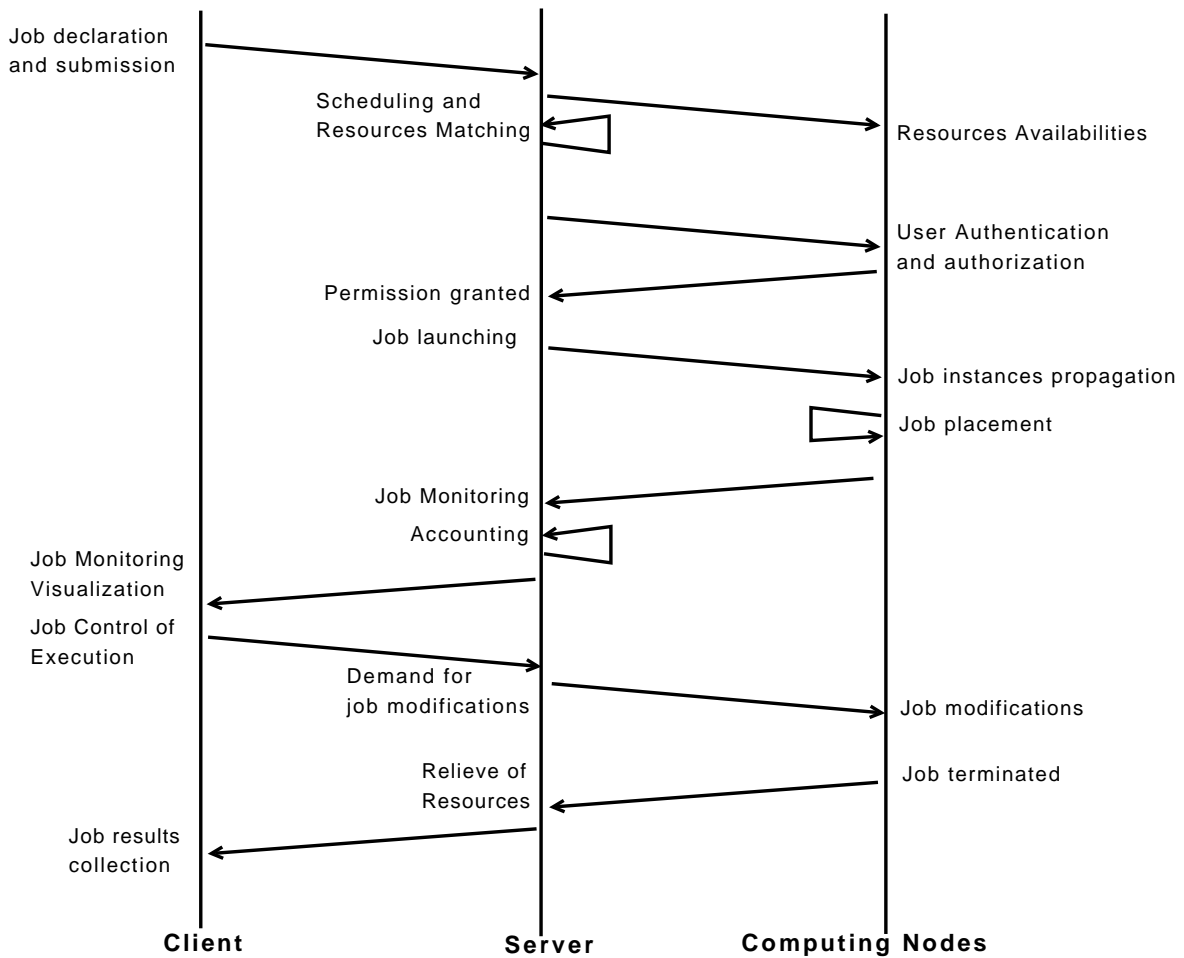 Job declaration
and submission
Scheduling and
Resources Matching
Resources Availabilities
User Authentication
and authorization
Permission granted
Job launching
Job instances propagation
Job placement
Job Monitoring
Accounting
Job Monitoring
Visualization
Job Control of
Execution
Demand for
job modifications
Job modifications
Relieve of
Resources
Job terminated
Job results
collection
Client
Server
Computing Nodes